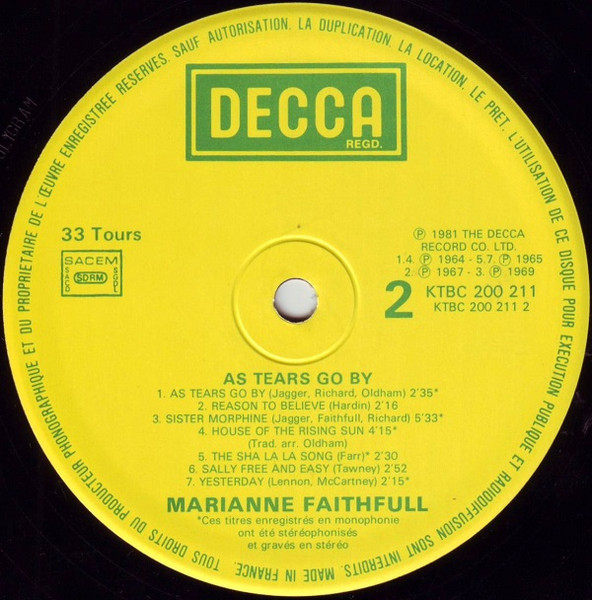 TOUS DROITS DU PRODUCTEUR PHONOGRAPHIQUE ET DU PROPRIETAIRE DE L'ŒUVRE ENREGISTREE RESERVES. SAUF AUTORISATION, LA DUPLICATION, LA LOCATION, LE PRET, L'UTILISATION DE CE DISQUE POUR EXECUTION PUBLIQUE ET RADIODIFFUSION SONT INTERDITS. MADE IN FRANCE.
DECCA
REGD.
33 Tours
SACEM
SACD
SDRM
SGDL
℗ 1981 THE DECCA
RECORD CO. LTD.
1.4. ℗ 1964 - 5.7. ℗ 1965
2. ℗ 1967 - 3. ℗ 1969
2
KTBC 200 211
KTBC 200 211 2
AS TEARS GO BY
1. AS TEARS GO BY (Jagger, Richard, Oldham) 2'35*
2. REASON TO BELIEVE (Hardin) 2'16
3. SISTER MORPHINE (Jagger, Faithfull, Richard) 5'33*
4. HOUSE OF THE RISING SUN 4'15*
(Trad. arr. Oldham)
5. THE SHA LA LA SONG (Farr)* 2'30
6. SALLY FREE AND EASY (Tawney) 2'52
7. YESTERDAY (Lennon, McCartney) 2'15*
MARIANNE FAITHFULL
*Ces titres enregistrés en monophonie
ont été stéréophonisés
et gravés en stéréo